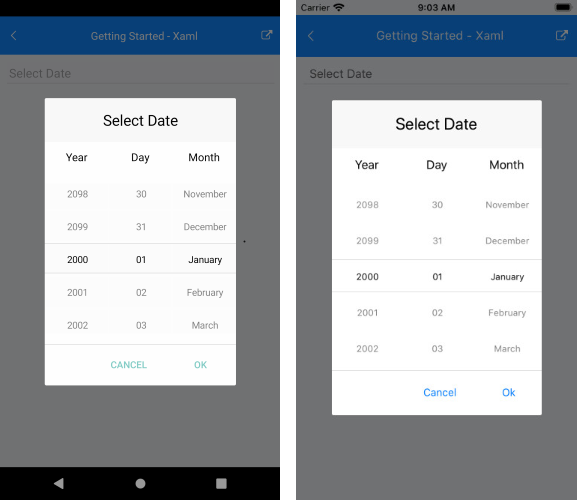 Getting Started - Xaml
Select Date
Select Date
Year Day Month
2098 30 November
2099 31 December
2000 01 January
2001 02 February
2002 03 March
CANCEL OK
Carrier 9:03 AM
Getting Started - Xaml
Select Date
Select Date
Year Day Month
2098 30 November
2099 31 December
2000 01 January
2001 02 February
2002 03 March
Cancel Ok